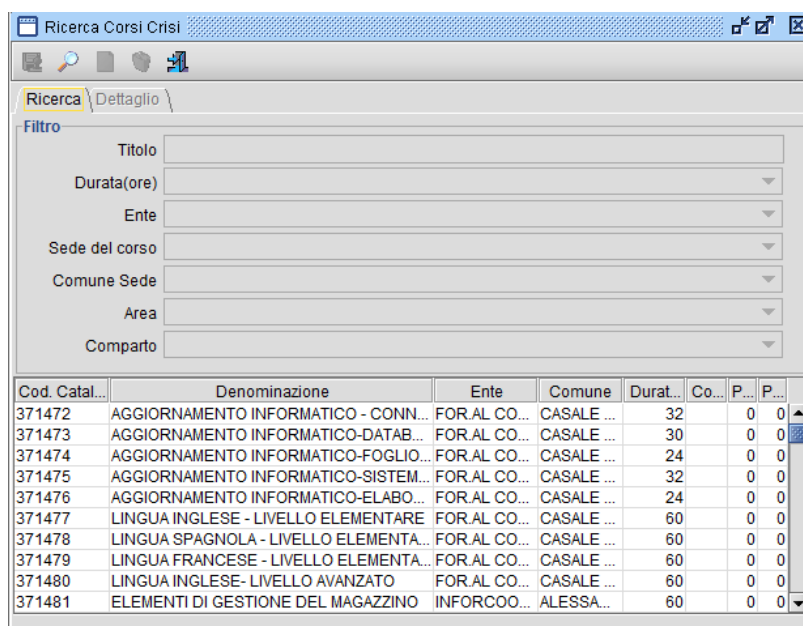 Ricerca Corsi Crisi
Ricerca Dettaglio
Filtro
Titolo
Durata(ore)
Ente
Sede del corso
Comune Sede
Area
Comparto
Cod. Catal... Denominazione Ente Comune Durat... Co... P... P...
371472 AGGIORNAMENTO INFORMATICO - CONN... FOR.AL CO... CASALE ... 32 0 0
371473 AGGIORNAMENTO INFORMATICO-DATAB... FOR.AL CO... CASALE ... 30 0 0
371474 AGGIORNAMENTO INFORMATICO-FOGLIO... FOR.AL CO... CASALE ... 24 0 0
371475 AGGIORNAMENTO INFORMATICO-SISTEM... FOR.AL CO... CASALE ... 32 0 0
371476 AGGIORNAMENTO INFORMATICO-ELABO... FOR.AL CO... CASALE ... 24 0 0
371477 LINGUA INGLESE - LIVELLO ELEMENTARE FOR.AL CO... CASALE ... 60 0 0
371478 LINGUA SPAGNOLA - LIVELLO ELEMENTA... FOR.AL CO... CASALE ... 60 0 0
371479 LINGUA FRANCESE - LIVELLO ELEMENTA... FOR.AL CO... CASALE ... 60 0 0
371480 LINGUA INGLESE- LIVELLO AVANZATO FOR.AL CO... CASALE ... 60 0 0
371481 ELEMENTI DI GESTIONE DEL MAGAZZINO INFORCOO... ALESSA... 60 0 0